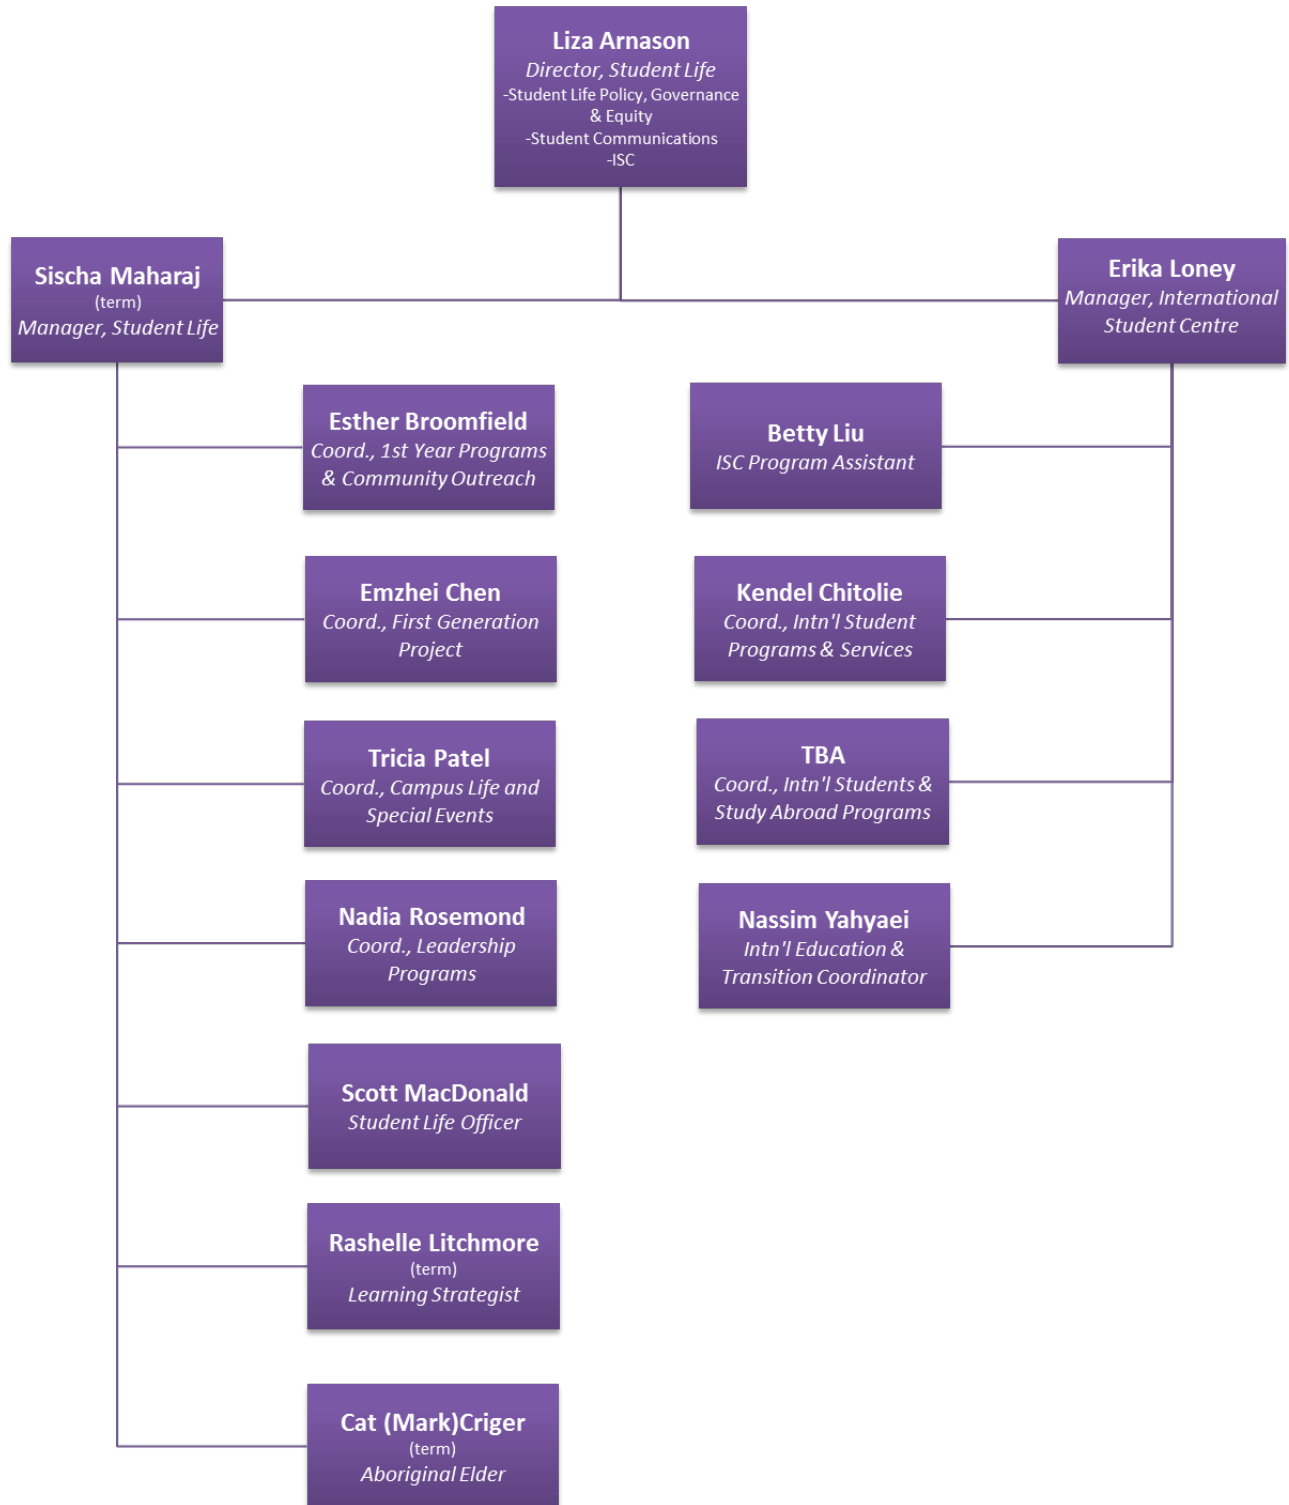 Liza Arnason
Director, Student Life
-Student Life Policy, Governance
& Equity
-Student Communications
-ISC
Sischa Maharaj
(term)
Manager, Student Life
Erika Loney
Manager, International
Student Centre
Esther Broomfield
Coord., 1st Year Programs
& Community Outreach
Emzhei Chen
Coord., First Generation
Project
Tricia Patel
Coord., Campus Life and
Special Events
Nadia Rosemond
Coord., Leadership
Programs
Scott MacDonald
Student Life Officer
Rashelle Litchmore
(term)
Learning Strategist
Cat (Mark)Criger
(term)
Aboriginal Elder
Betty Liu
ISC Program Assistant
Kendel Chitolie
Coord., Intn'l Student
Programs & Services
TBA
Coord., Intn'l Students &
Study Abroad Programs
Nassim Yahyaei
Intn'l Education &
Transition Coordinator